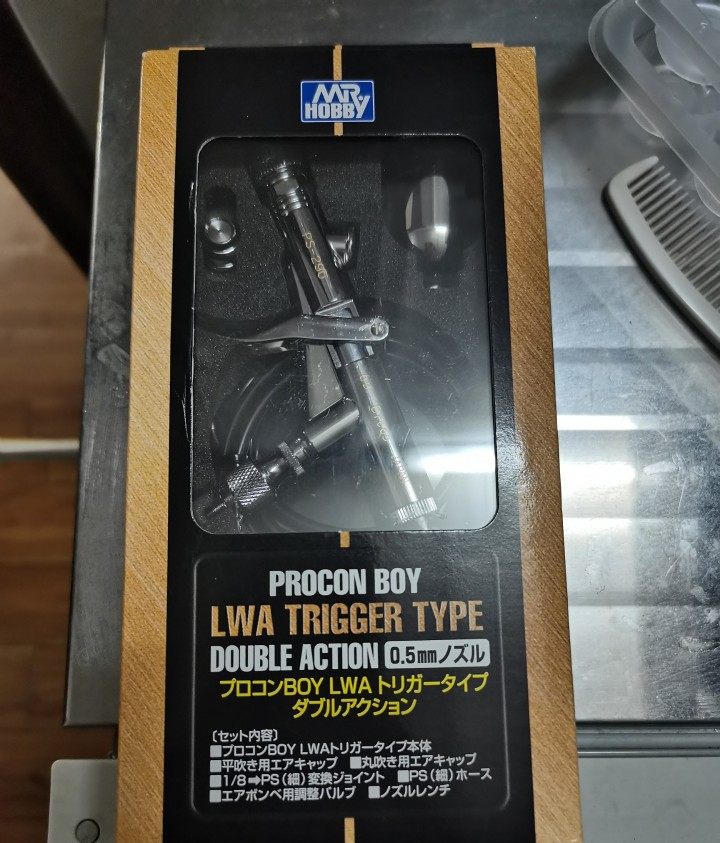 MR.
HOBBY
PS-290
PROCON BOY
LWA TRIGGER TYPE
DOUBLE ACTION 0.5mmノズル
プロコンBOY LWA トリガータイプ
ダブルアクション
〔セット内容〕
■プロコンBOY LWAトリガータイプ本体
■平吹き用エアキャップ ■丸吹き用エアキャップ
■1/8➡PS(細)変換ジョイント ■PS(細)ホース
■エアボンベ用調整バルブ ■ノズルレンチ